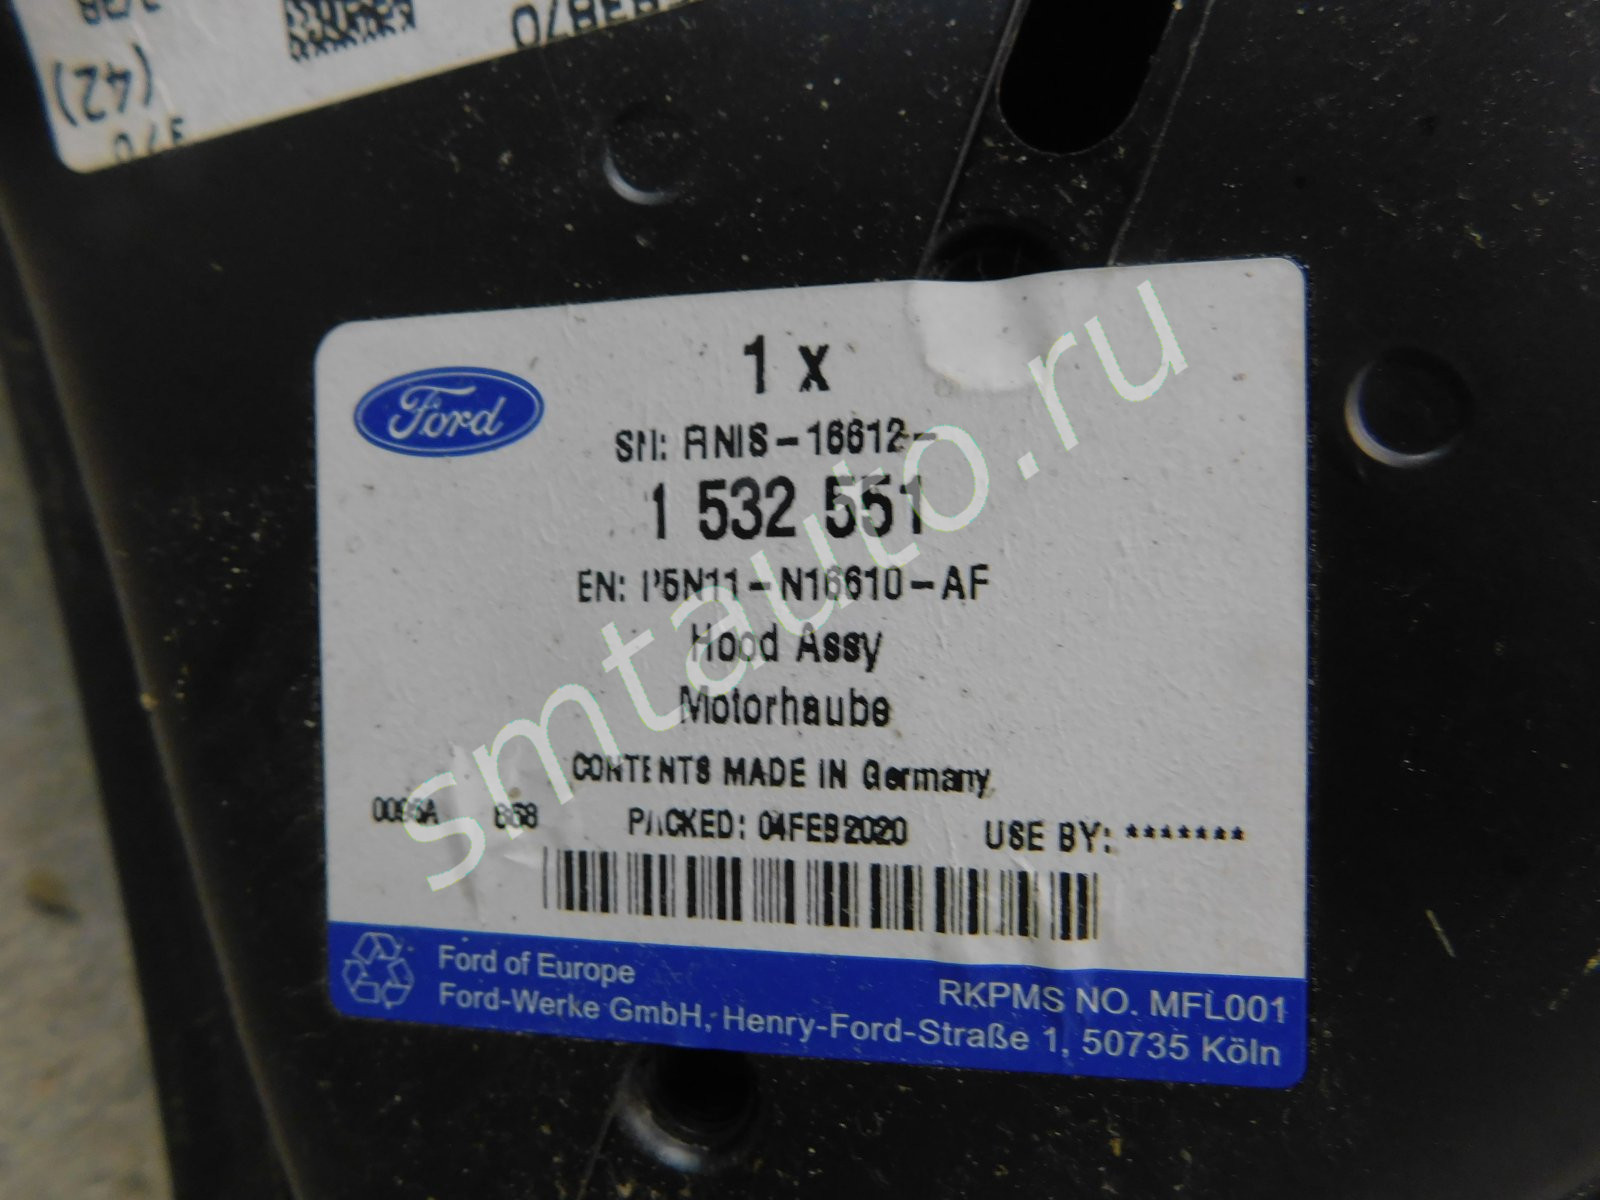 (42)
Ford
1 x
SN: FINIS-16612-
1 532 551
EN: P5N11-N16610-AF
Hood Assy
Motorhaube
CONTENTS MADE IN Germany
PACKED: 04FEB2020 USE BY: *******
Ford of Europe
Ford-Werke GmbH, Henry-Ford-Straße 1, 50735 Köln
RKPMS NO. MFL001
smtauto.ru